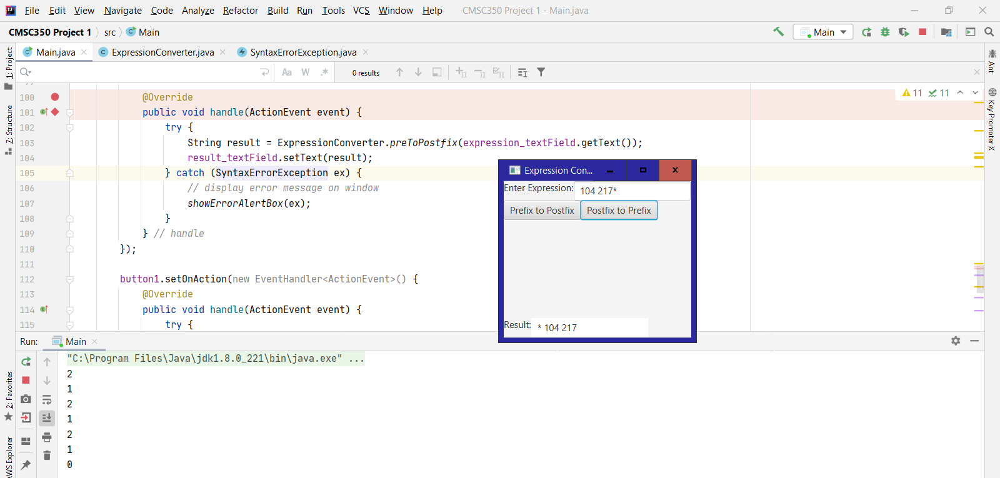 File Edit View Navigate Code Analyze Refactor Build Run Tools VCS Window Help CMSC350 Project 1 - Main.java
CMSC350 Project 1 src Main
Main
1: Project
Main.java ExpressionConverter.java SyntaxErrorException.java
Aa W .* 0 results
Ant
Key Promoter X
7: Structure
11 11
100 @Override
101 public void handle(ActionEvent event) {
102 try {
103 String result = ExpressionConverter.preToPostfix(expression_textField.getText());
104 result_textField.setText(result);
105 } catch (SyntaxErrorException ex) {
106 // display error message on window
107 showErrorAlertBox(ex);
108 }
109 } // handle
110 });
111
112 button1.setOnAction(new EventHandler<ActionEvent>() {
113 @Override
114 public void handle(ActionEvent event) {
115 try {
Expression Con...
Enter Expression: 104 217*
Prefix to Postfix Postfix to Prefix
Result: * 104 217
Run: Main
"C:\Program Files\Java\jdk1.8.0_221\bin\java.exe" ...
2
1
2
1
2
1
0
2: Favorites
AWS Explorer